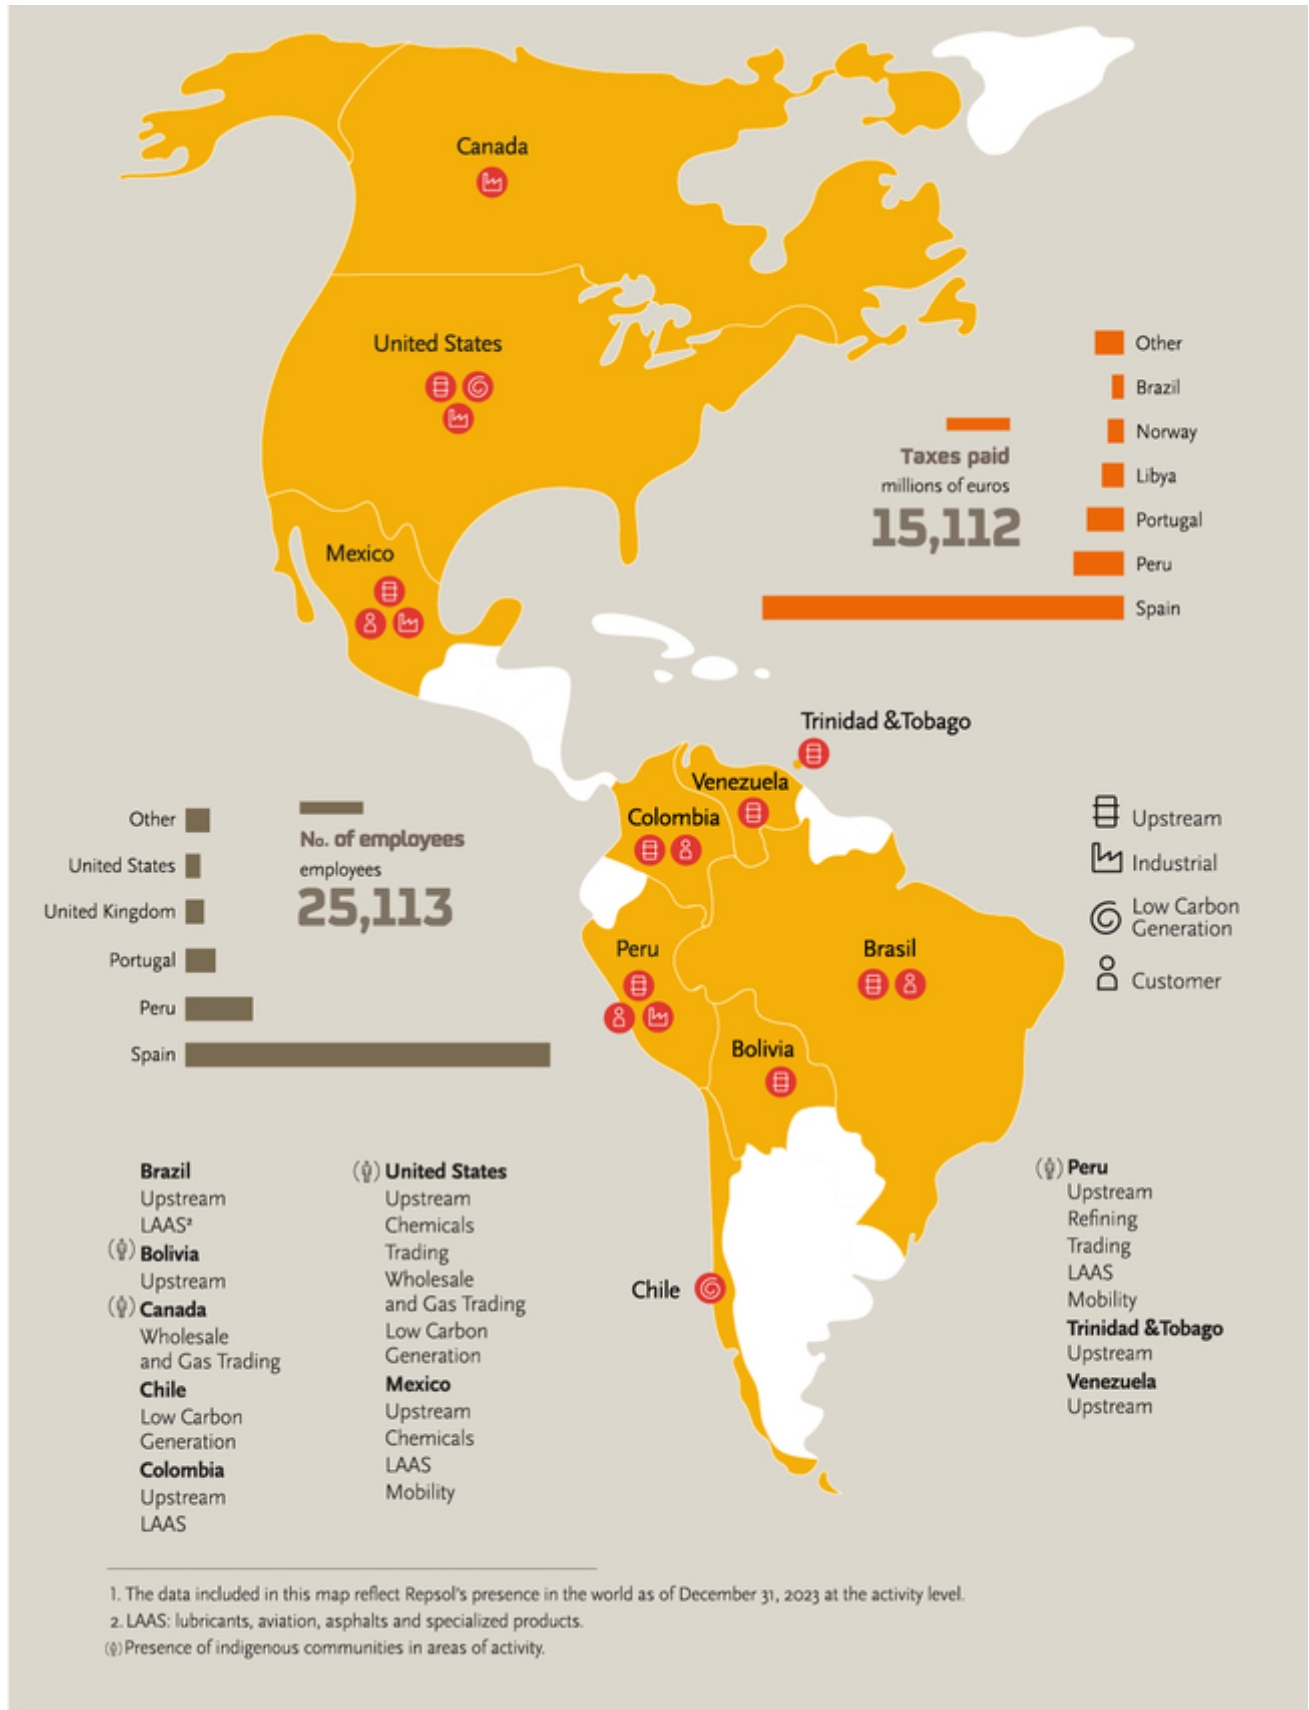 Canada
United States
Mexico
Other
Brazil
Norway
Libya
Portugal
Peru
Spain
Taxes paid
millions of euros
15,112
Trinidad &Tobago
Venezuela
Colombia
Peru
Brasil
Bolivia
Chile
Other
United States
United Kingdom
Portugal
Peru
Spain
No. of employees
employees
25,113
Upstream
Industrial
Low Carbon
Generation
Customer
Brazil
Upstream
LAAS²
Bolivia
Upstream
Canada
Wholesale
and Gas Trading
Chile
Low Carbon
Generation
Colombia
Upstream
LAAS
United States
Upstream
Chemicals
Trading
Wholesale
and Gas Trading
Low Carbon
Generation
Mexico
Upstream
Chemicals
LAAS
Mobility
Peru
Upstream
Refining
Trading
LAAS
Mobility
Trinidad &Tobago
Upstream
Venezuela
Upstream
1. The data included in this map reflect Repsol's presence in the world as of December 31, 2023 at the activity level.
2. LAAS: lubricants, aviation, asphalts and specialized products.
Presence of indigenous communities in areas of activity.